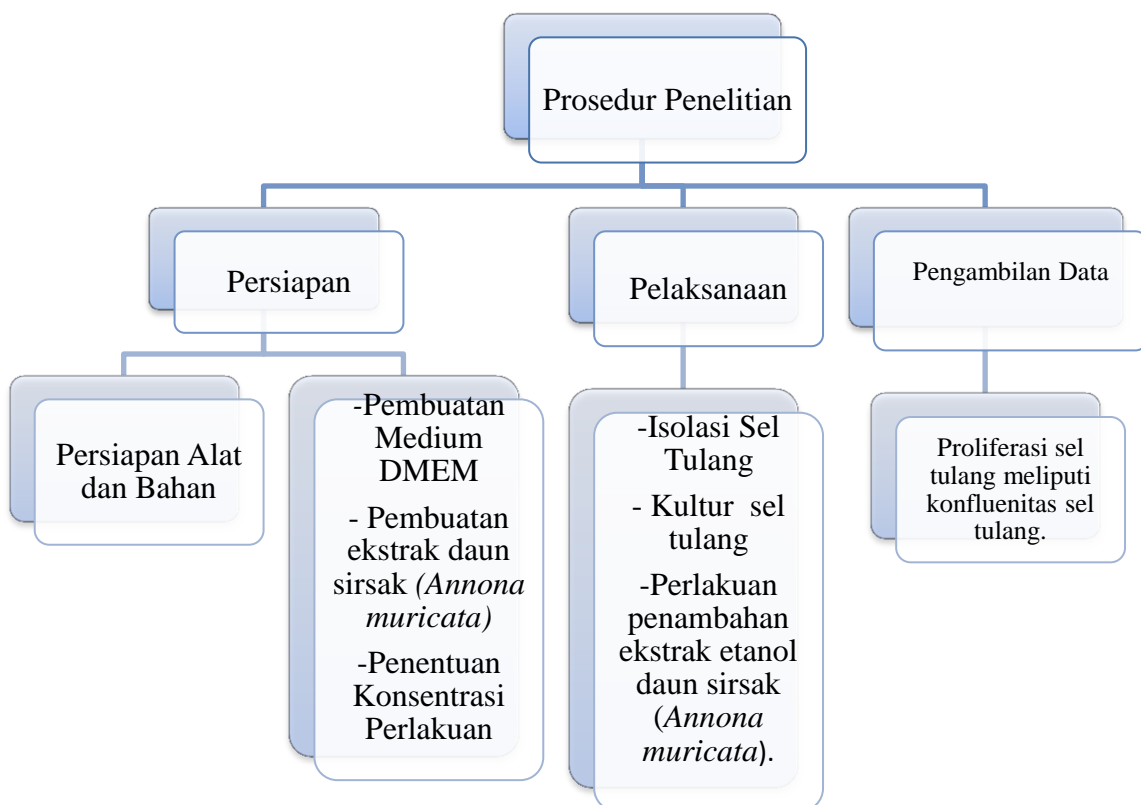 Prosedur Penelitian
Persiapan
Pelaksanaan
Pengambilan Data
Persiapan Alat
dan Bahan
-Pembuatan
Medium
DMEM
- Pembuatan
ekstrak daun
sirsak (Annona
muricata)
-Penentuan
Konsentrasi
Perlakuan
-Isolasi Sel
Tulang
- Kultur sel
tulang
-Perlakuan
penambahan
ekstrak etanol
daun sirsak
(Annona
muricata).
Proliferasi sel
tulang meliputi
konfluenitas sel
tulang.